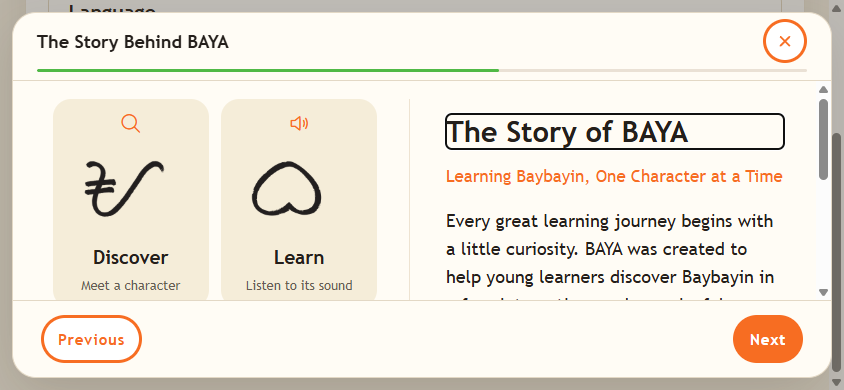 Language
The Story Behind BAYA
Discover
Meet a character
Learn
Listen to its sound
The Story of BAYA
Learning Baybayin, One Character at a Time
Every great learning journey begins with
a little curiosity. BAYA was created to
help young learners discover Baybayin in
Previous
Next